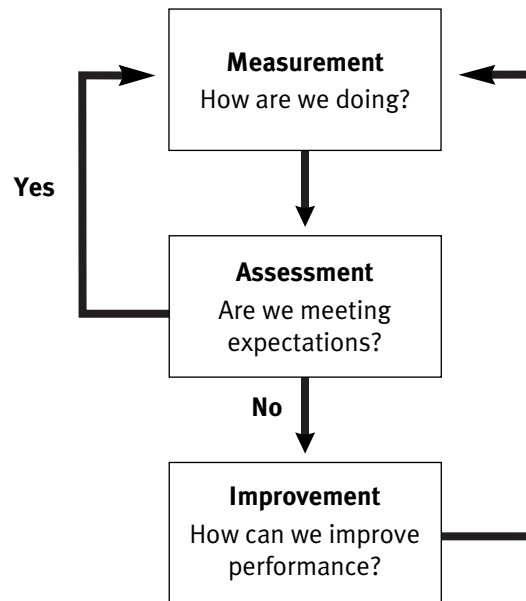 Measurement
How are we doing?
Yes
Assessment
Are we meeting
expectations?
No
Improvement
How can we improve
performance?